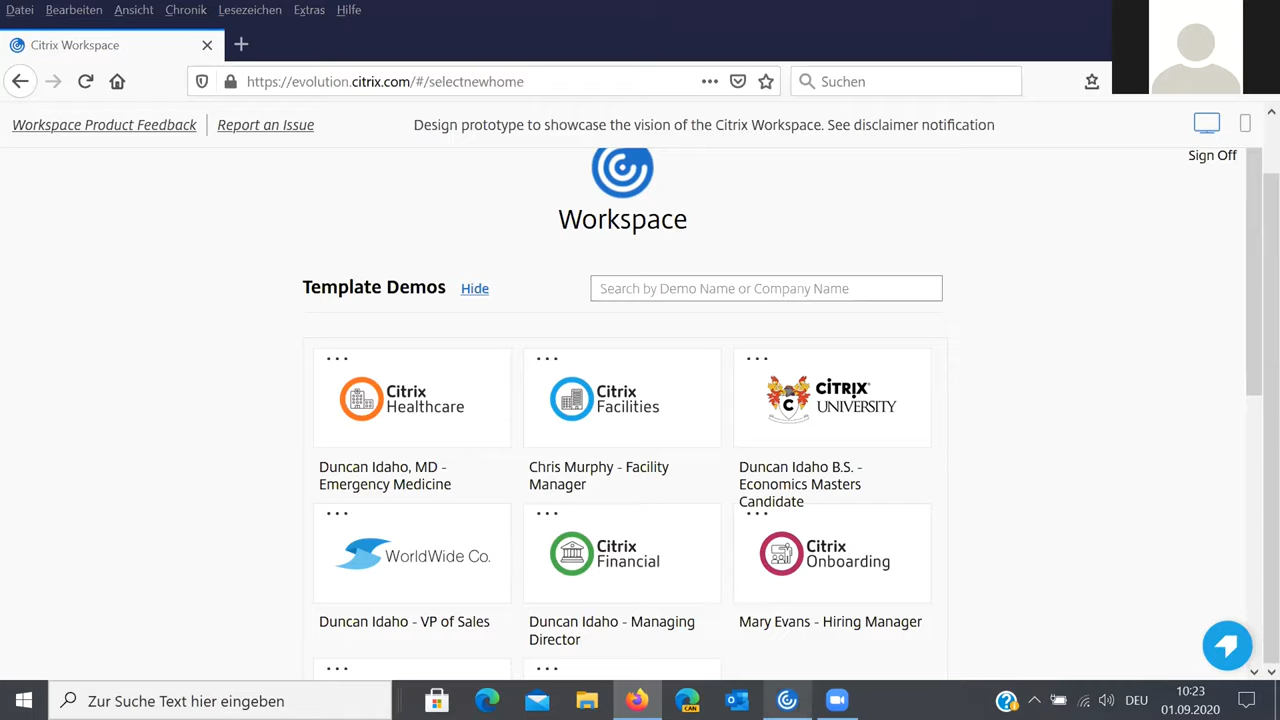 Datei Bearbeiten Ansicht Chronik Lesezeichen Extras Hilfe
Citrix Workspace
https://evolution.citrix.com/#/selectnewhome
Suchen
Workspace Product Feedback
Report an Issue
Design prototype to showcase the vision of the Citrix Workspace. See disclaimer notification
Sign Off
Workspace
Template Demos Hide
Search by Demo Name or Company Name
Citrix
Healthcare
Citrix
Facilities
CITRIX
UNIVERSITY
Duncan Idaho, MD -
Emergency Medicine
Chris Murphy - Facility
Manager
Duncan Idaho B.S. -
Economics Masters
Candidate
WorldWide Co.
Citrix
Financial
Citrix
Onboarding
Duncan Idaho - VP of Sales
Duncan Idaho - Managing
Director
Mary Evans - Hiring Manager
Zur Suche Text hier eingeben
CAN
DEU
10:23
01.09.2020